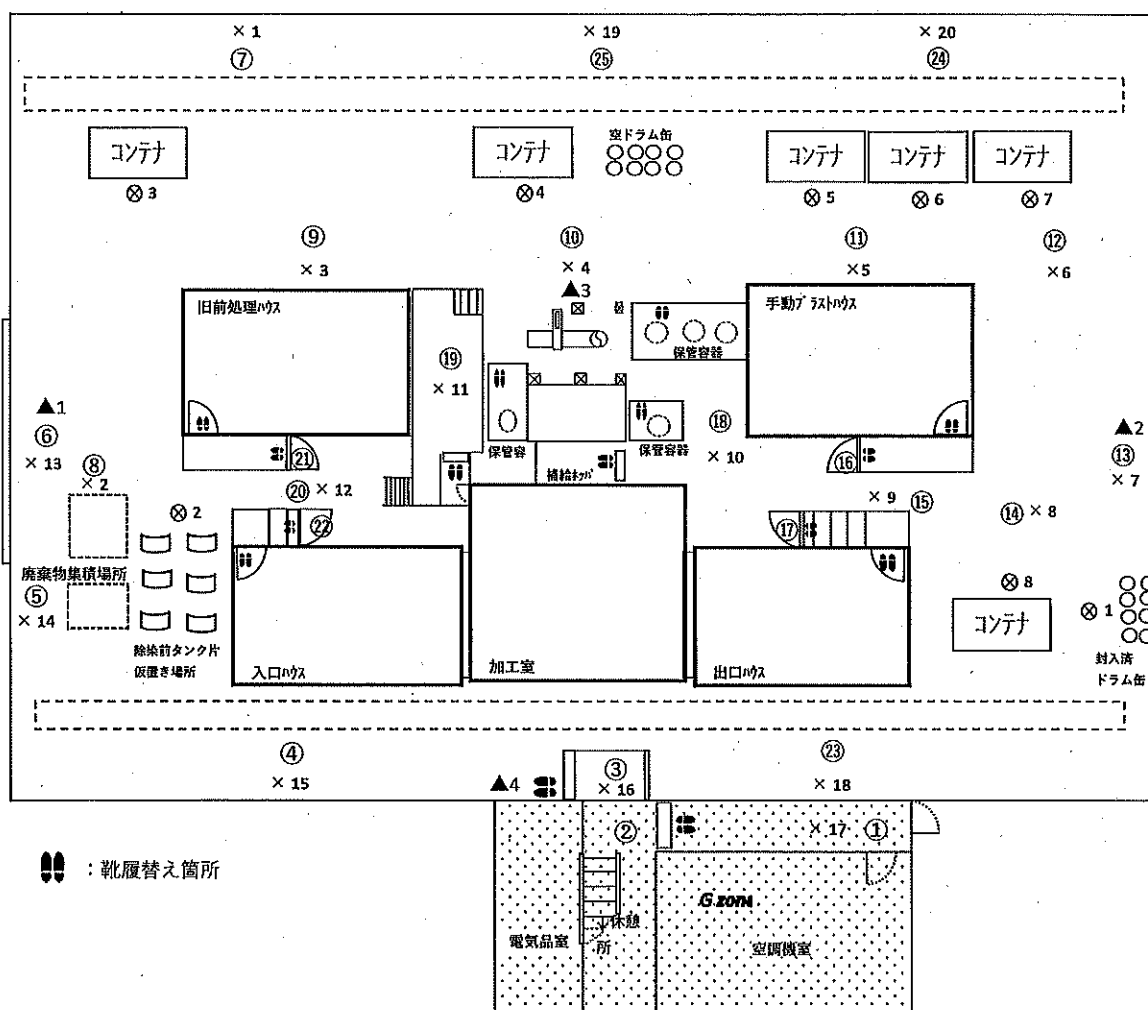 × 1
× 19
× 20
⑦
㉕
㉔
コンテナ
コンテナ
空ドラム缶
コンテナ
コンテナ
コンテナ
⊗ 3
⊗ 4
⊗ 5
⊗ 6
⊗ 7
⑨
⑩
⑪
⑫
× 3
× 4
× 5
× 6
▲3
旧前処理ハウス
手動ブラストハウス
保管容器
⑲
× 11
▲1
⑥
× 13
⑧
× 2
⑱
× 10
▲2
⑬
× 7
保管容
保管容器
補給ホッパ
㉑
⑯
⑳
× 12
× 9
⑮
⑭
× 8
⊗ 2
㉒
⑰
廃棄物集積場所
⑤
× 14
⊗ 8
⊗ 1
コンテナ
除染前タンク片
仮置き場所
入口ハウス
加工室
出口ハウス
封入済
ドラム缶
④
× 15
▲4
③
× 16
㉓
× 18
②
× 17
①
：靴履替え箇所
G zone
休憩
所
電気品室
空調機室